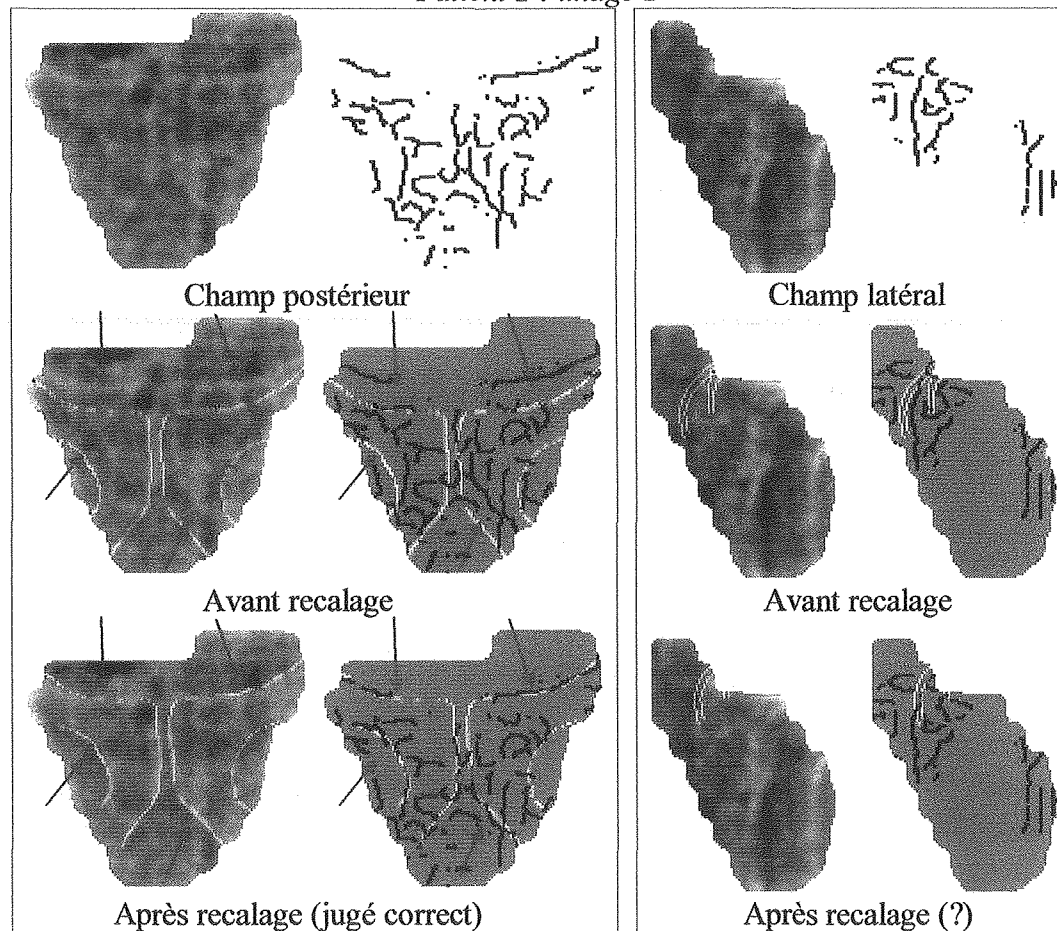 Champ postérieur
Champ latéral
Avant recalage
Avant recalage
Après recalage (jugé correct)
Après recalage (?)